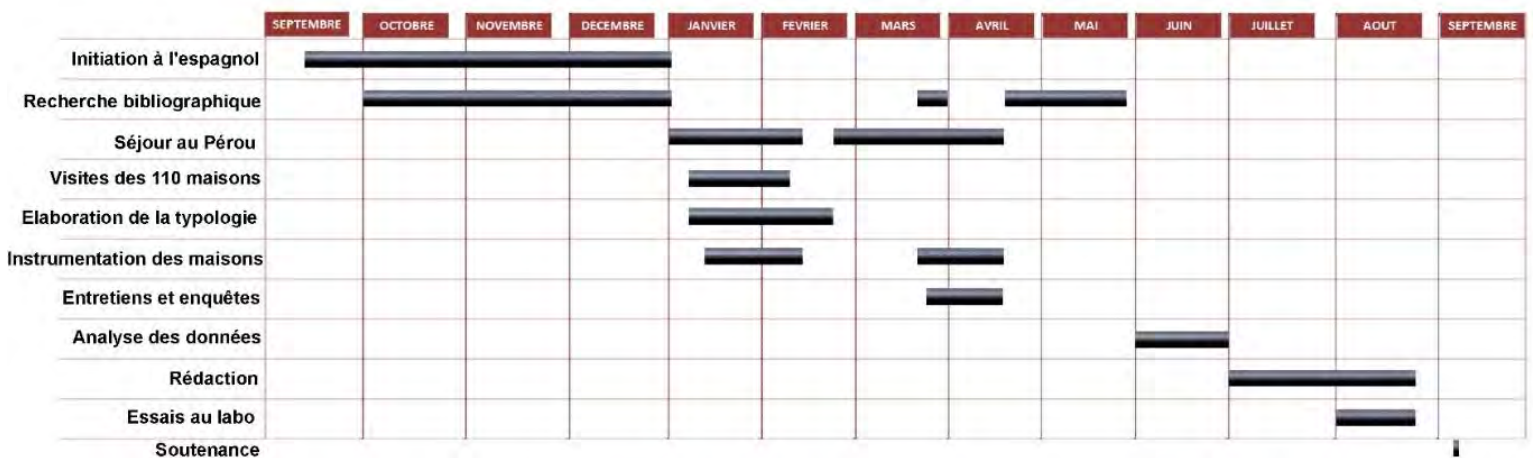 SEPTEMBRE OCTOBRE NOVEMBRE DECEMBRE JANVIER FEVRIER MARS AVRIL MAI JUIN JUILLET AOUT SEPTEMBRE
Initiation à l'espagnol
Recherche bibliographique
Séjour au Pérou
Visites des 110 maisons
Elaboration de la typologie
Instrumentation des maisons
Entretiens et enquêtes
Analyse des données
Rédaction
Essais au labo
Soutenance